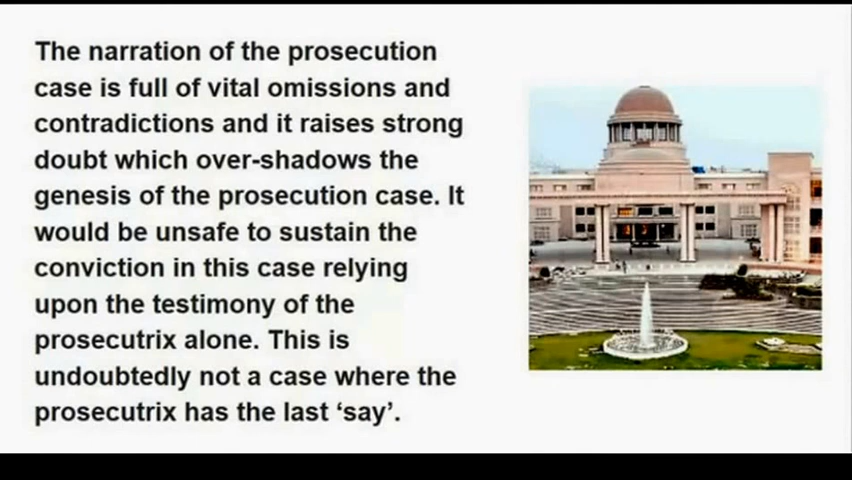 The narration of the prosecution
case is full of vital omissions and
contradictions and it raises strong
doubt which over-shadows the
genesis of the prosecution case. It
would be unsafe to sustain the
conviction in this case relying
upon the testimony of the
prosecutrix alone. This is
undoubtedly not a case where the
prosecutrix has the last ‘say’.